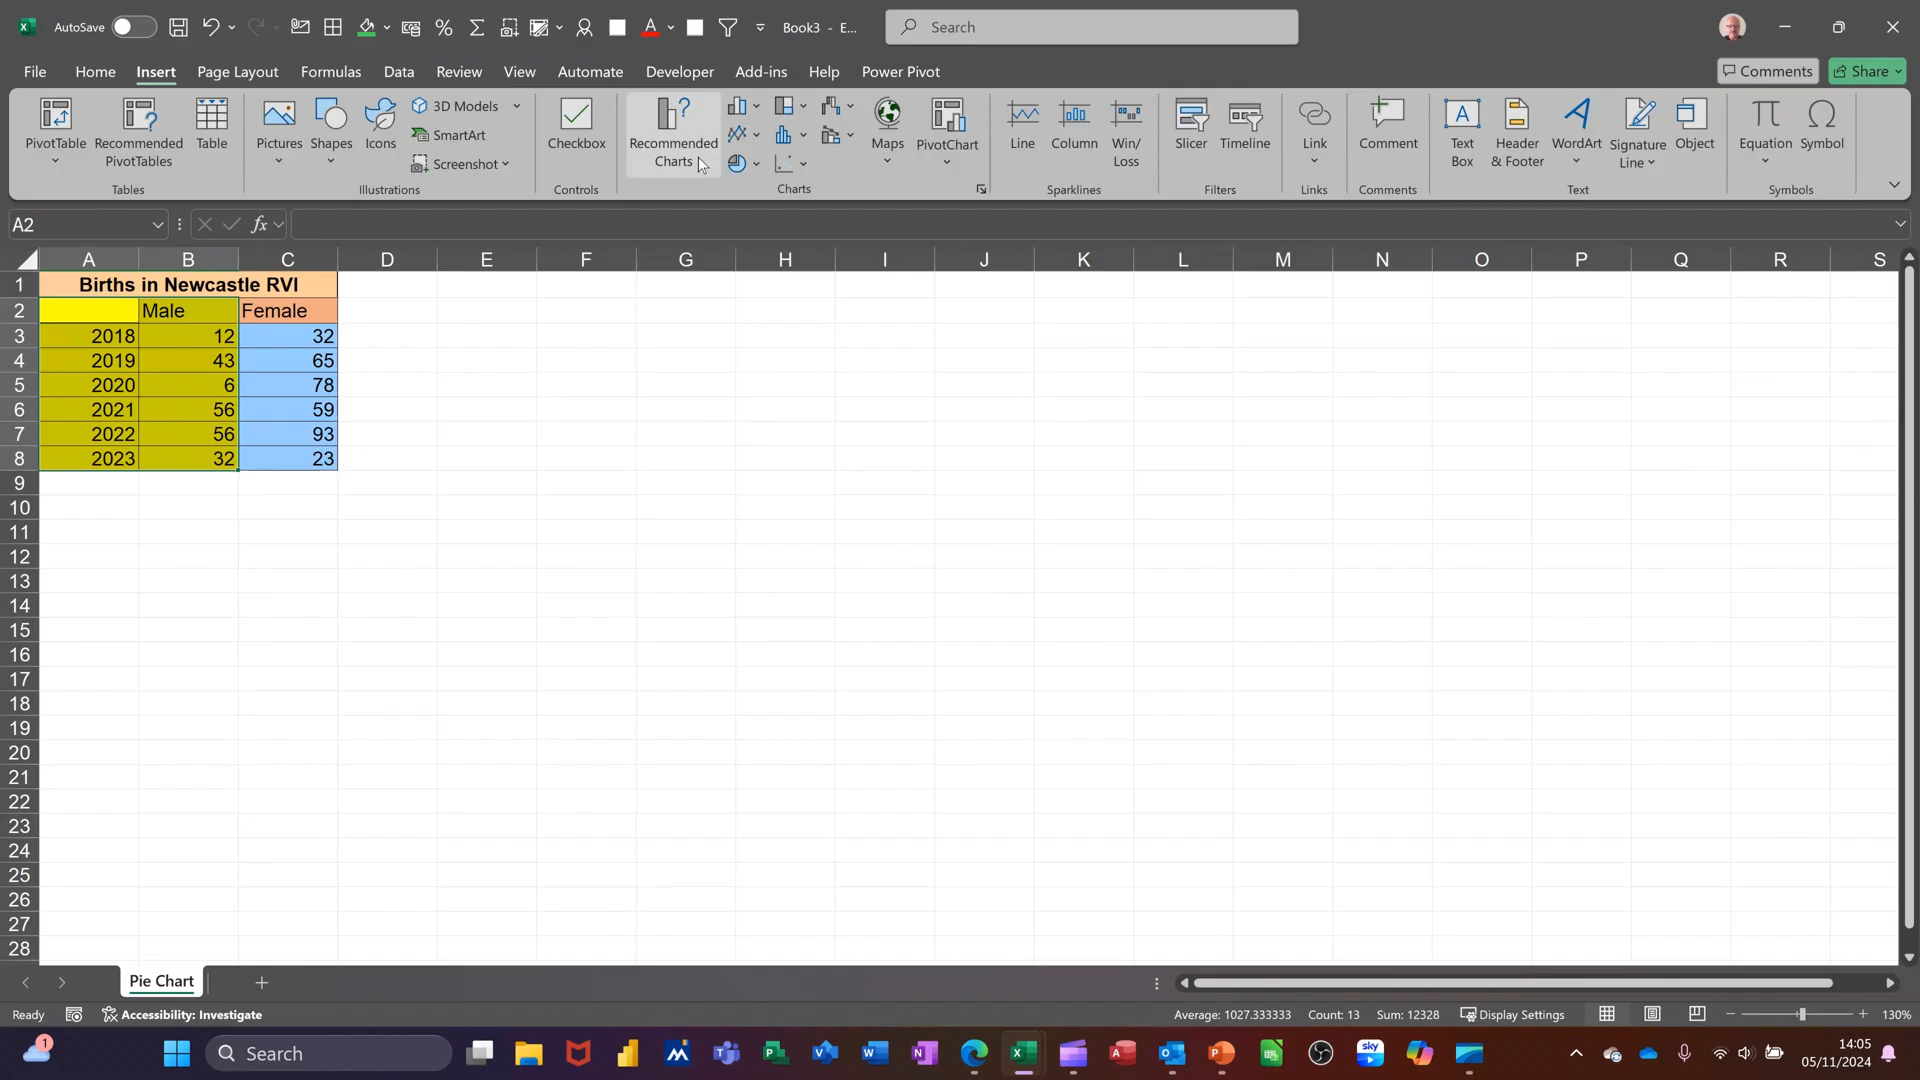 AutoSave
Book3 - E...
Search
File Home Insert Page Layout Formulas Data Review View Automate Developer Add-ins Help Power Pivot
Comments Share
PivotTable
Recommended PivotTables
Table
Tables
Pictures
Shapes
Icons
3D Models
SmartArt
Screenshot
Illustrations
Checkbox
Controls
Recommended Charts
Maps
PivotChart
Charts
Line
Column
Win/
Loss
Sparklines
Slicer
Timeline
Filters
Link
Links
Comment
Comments
Text
Box
Header
& Footer
WordArt
Signature
Line
Object
Text
Equation
Symbol
Symbols
A2
fx
A B C D E F G H I J K L M N O P Q R S
1 Births in Newcastle RVI
2 Male Female
3 2018 12 32
4 2019 43 65
5 2020 6 78
6 2021 56 59
7 2022 56 93
8 2023 32 23
9
10
11
12
13
14
15
16
17
18
19
20
21
22
23
24
25
26
27
28
Pie Chart
Ready
Accessibility: Investigate
Average: 1027.333333 Count: 13 Sum: 12328 Display Settings 130%
1
Search
sky
14:05
05/11/2024